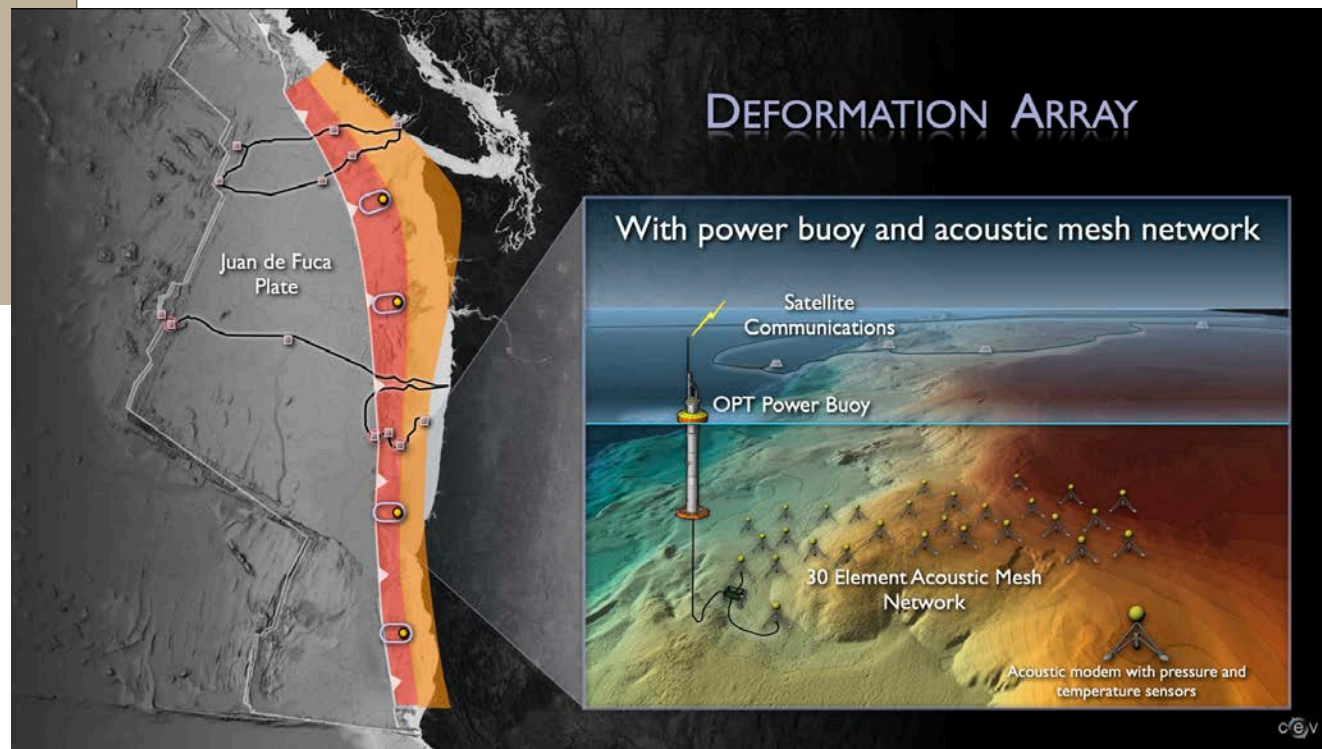 DEFORMATION ARRAY
Juan de Fuca
Plate
With power buoy and acoustic mesh network
Satellite
Communications
OPT Power Buoy
30 Element Acoustic Mesh
Network
Acoustic modem with pressure and
temperature sensors
cev